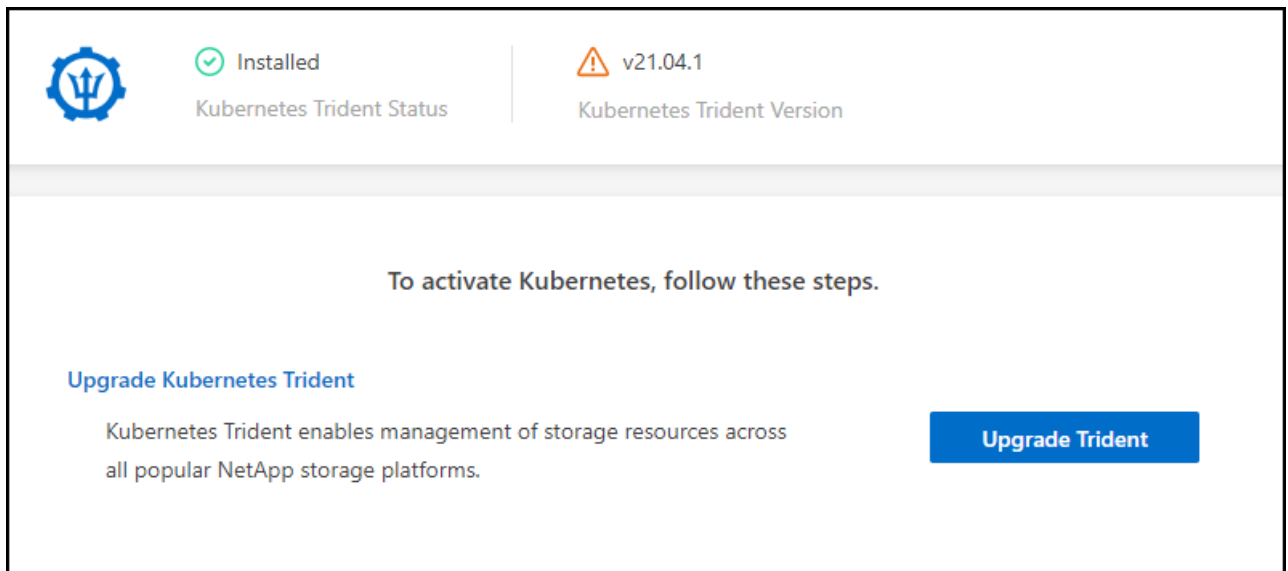 Installed
Kubernetes Trident Status
v21.04.1
Kubernetes Trident Version
To activate Kubernetes, follow these steps.
Upgrade Kubernetes Trident
Kubernetes Trident enables management of storage resources across
all popular NetApp storage platforms.
Upgrade Trident